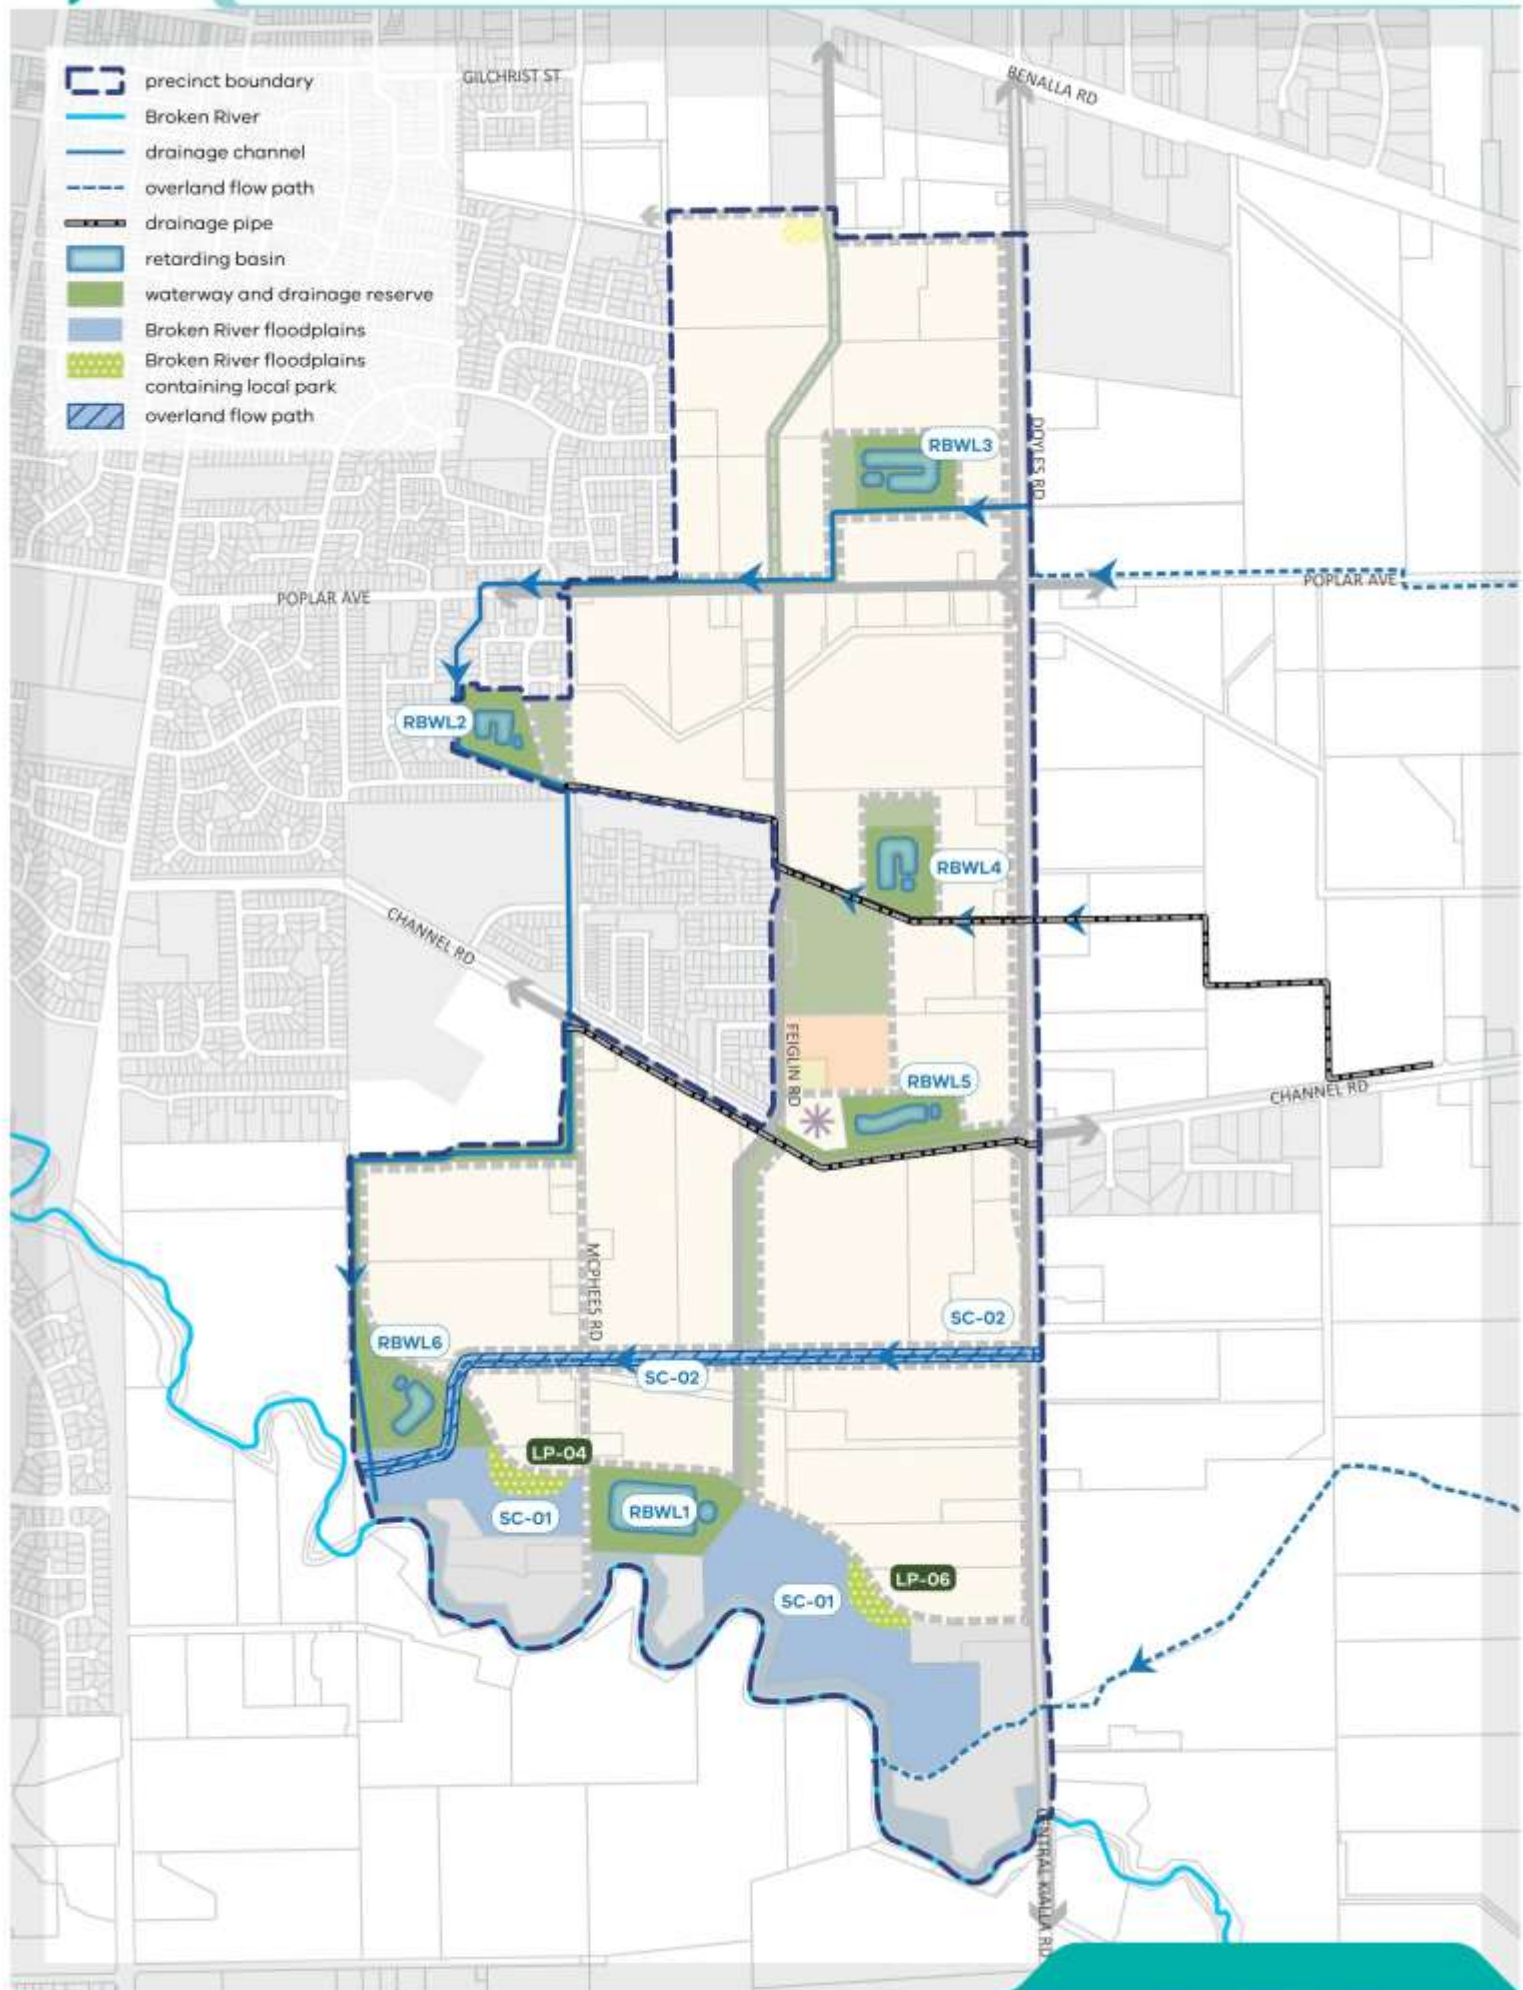 precinct boundary
Broken River
drainage channel
overland flow path
drainage pipe
retarding basin
waterway and drainage reserve
Broken River floodplains
Broken River floodplains
containing local park
overland flow path
GILCHRIST ST
BENALLA RD
RBWL3
DOYLES RD
POPLAR AVE
POPLAR AVE
RBWL2
RBWL4
CHANNEL RD
FEIGLIN RD
RBWL5
CHANNEL RD
MCPHEES RD
SC-02
RBWL6
SC-02
LP-04
SC-01
RBWL1
LP-06
SC-01
CENTRAL KIALLA RD